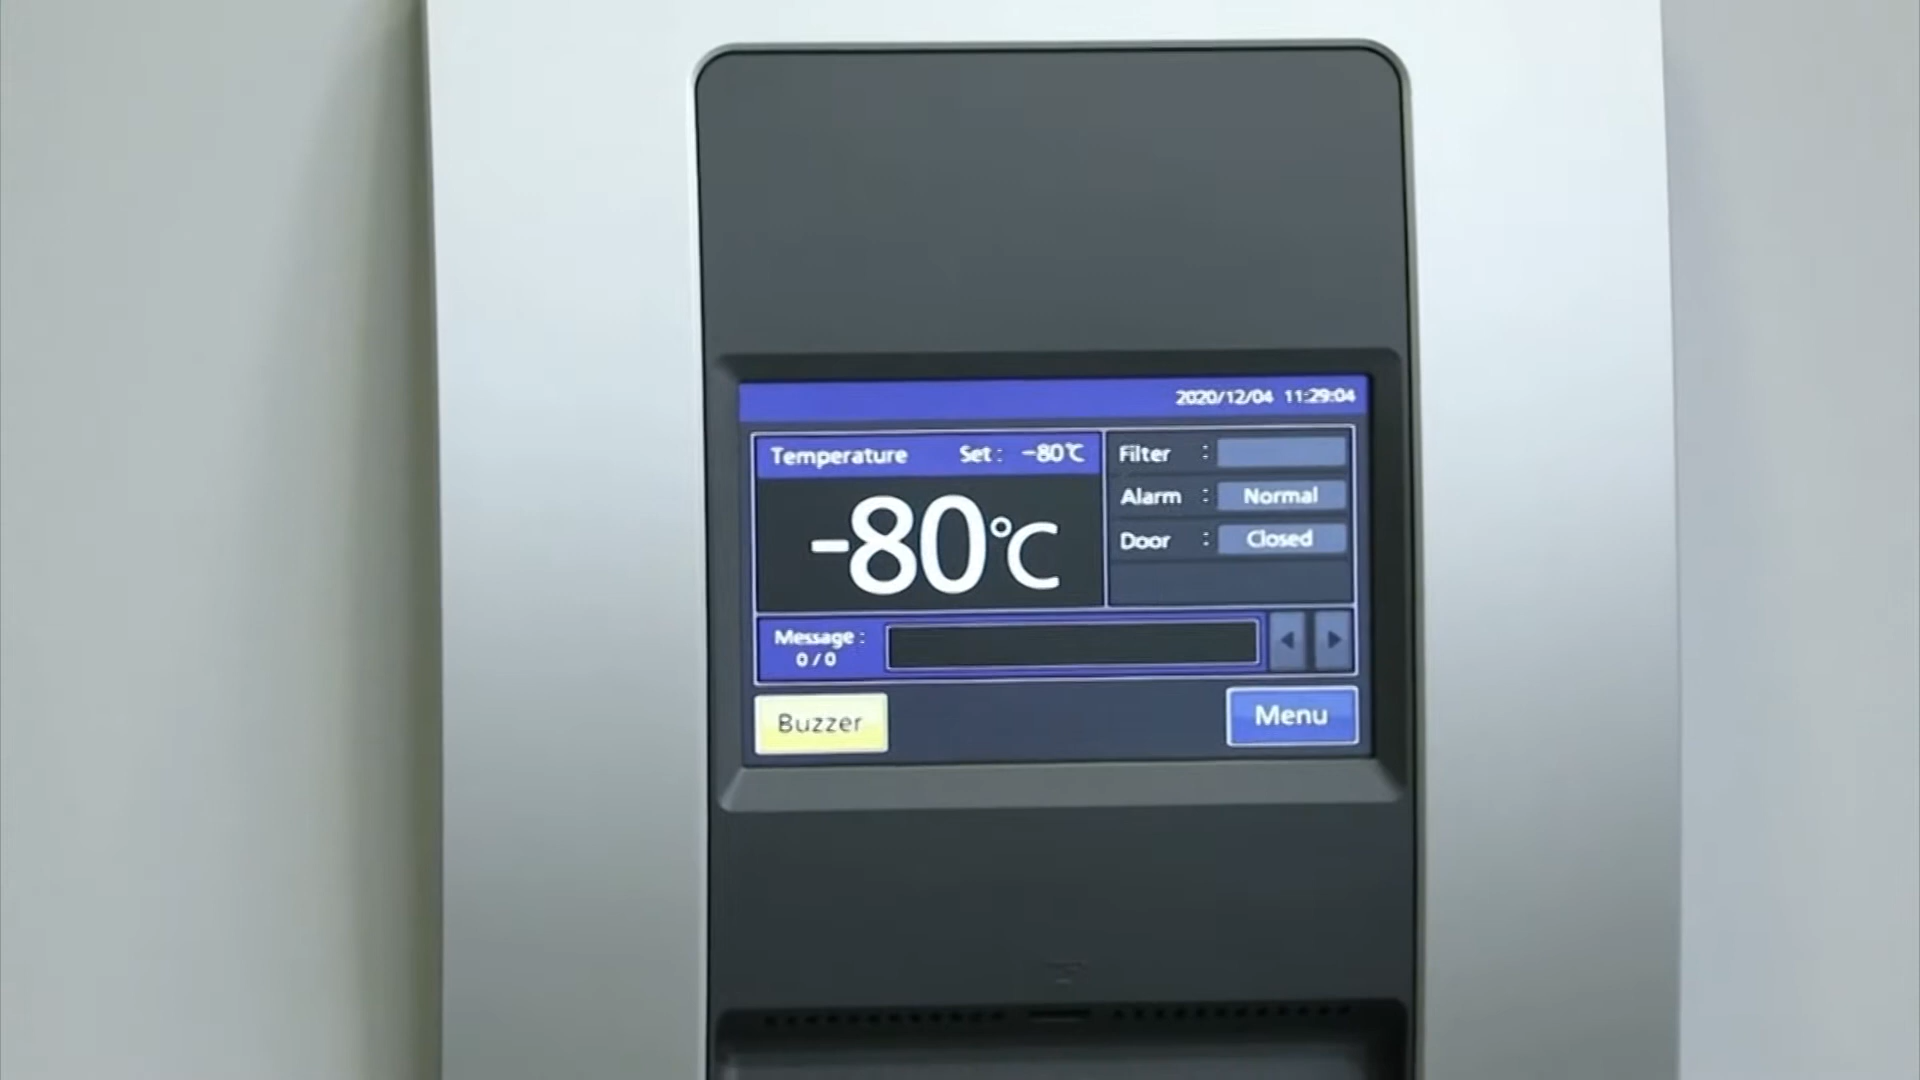 2020/12/04 11:29:04
Temperature Set : -80℃
-80℃
Filter :
Alarm : Normal
Door : Closed
Message :
0 / 0
Buzzer
Menu